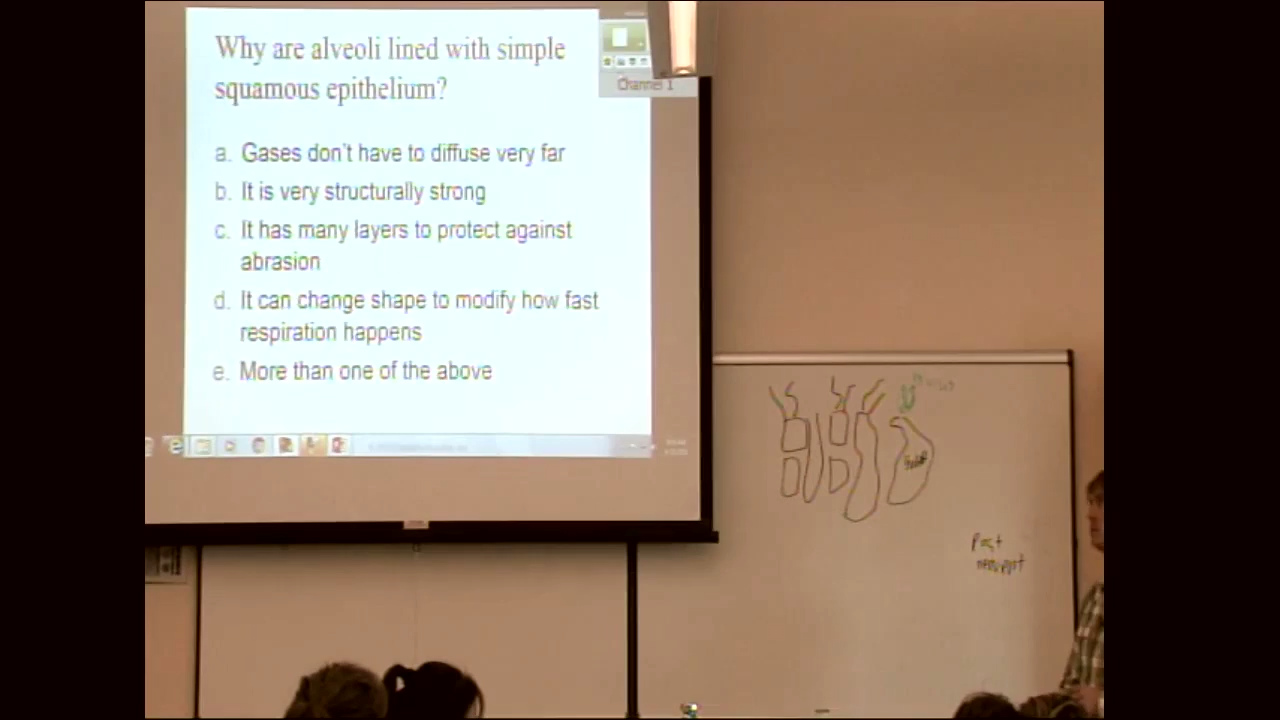 Why are alveoli lined with simple
squamous epithelium?
a. Gases don't have to diffuse very far
b. It is very structurally strong
c. It has many layers to protect against
abrasion
d. It can change shape to modify how fast
respiration happens
e. More than one of the above
Channel 1